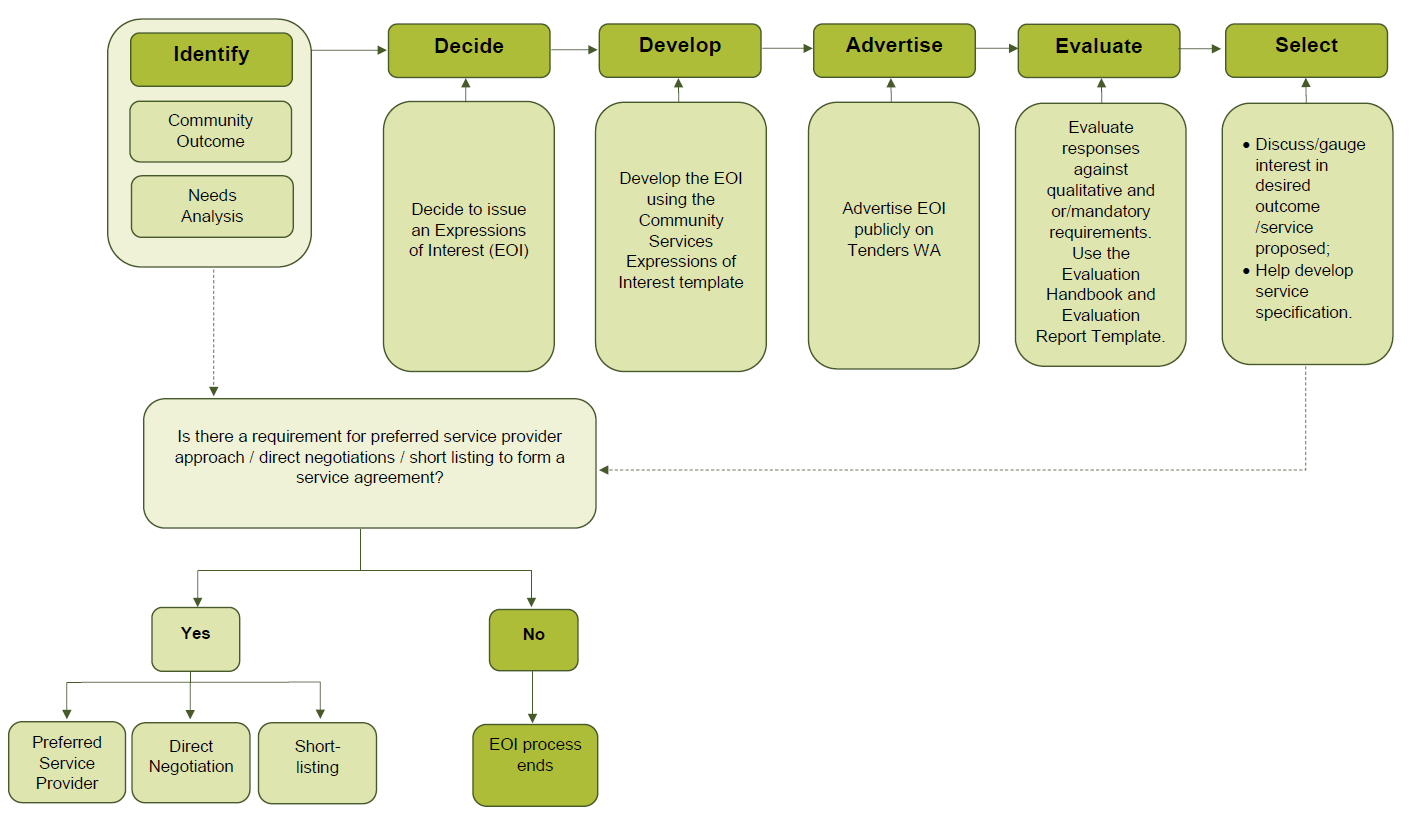 Identify
Community
Outcome
Needs
Analysis
Decide
Decide to issue
an Expressions
of Interest (EOI)
Develop
Develop the EOI
using the
Community
Services
Expressions of
Interest template
Advertise
Advertise EOI
publicly on
Tenders WA
Evaluate
Evaluate
responses
against
qualitative and
or/mandatory
requirements.
Use the
Evaluation
Handbook and
Evaluation
Report Template.
Select
• Discuss/gauge
interest in
desired
outcome
/service
proposed;
• Help develop
service
specification.
Is there a requirement for preferred service provider
approach / direct negotiations / short listing to form a
service agreement?
Yes
No
Preferred
Service
Provider
Direct
Negotiation
Short-
listing
EOI process
ends